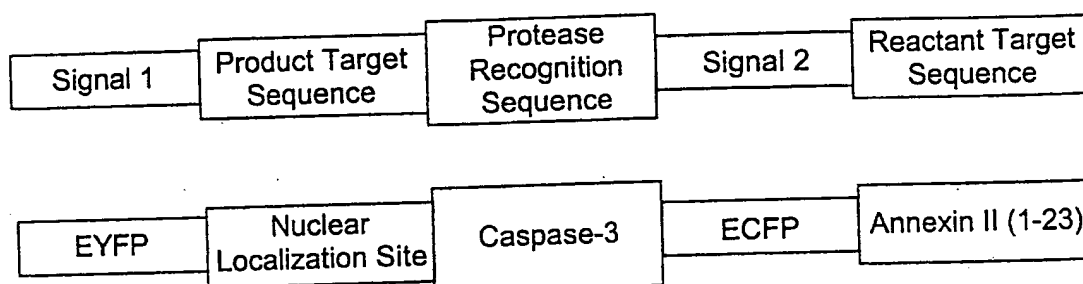 Signal 1
Product Target
Sequence
Protease
Recognition
Sequence
Signal 2
Reactant Target
Sequence
EYFP
Nuclear
Localization Site
Caspase-3
ECFP
Annexin II (1-23)